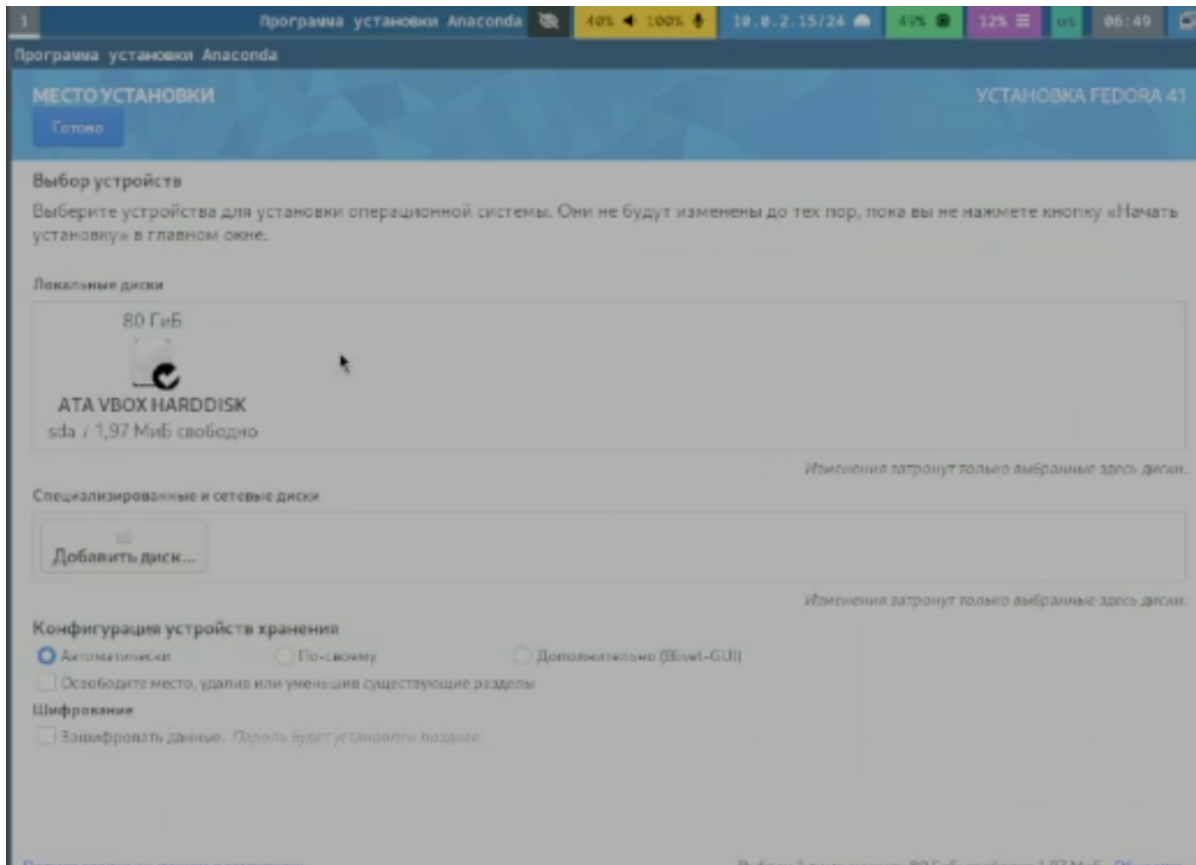 1 Программа установки Anaconda 40% 100% 10.0.2.15/24 49% 12% us 06:49
Программа установки Anaconda
МЕСТО УСТАНОВКИ УСТАНОВКА FEDORA 41
Готово
Выбор устройств
Выберите устройства для установки операционной системы. Они не будут изменены до тех пор, пока вы не нажмете кнопку «Начать
установку» в главном окне.
Локальные диски
80 ГиБ
ATA VBOX HARDDISK
sda / 1,97 МиБ свободно
Изменения затронут только выбранные здесь диски.
Специализированные и сетевые диски
Добавить диск...
Изменения затронут только выбранные здесь диски.
Конфигурация устройств хранения
Автоматически По-своему Дополнительно (Blivet-GUI)
Освободите место, удалив или уменьшив существующие разделы
Шифрование
Зашифровать данные. Пароль будет установлен позднее.